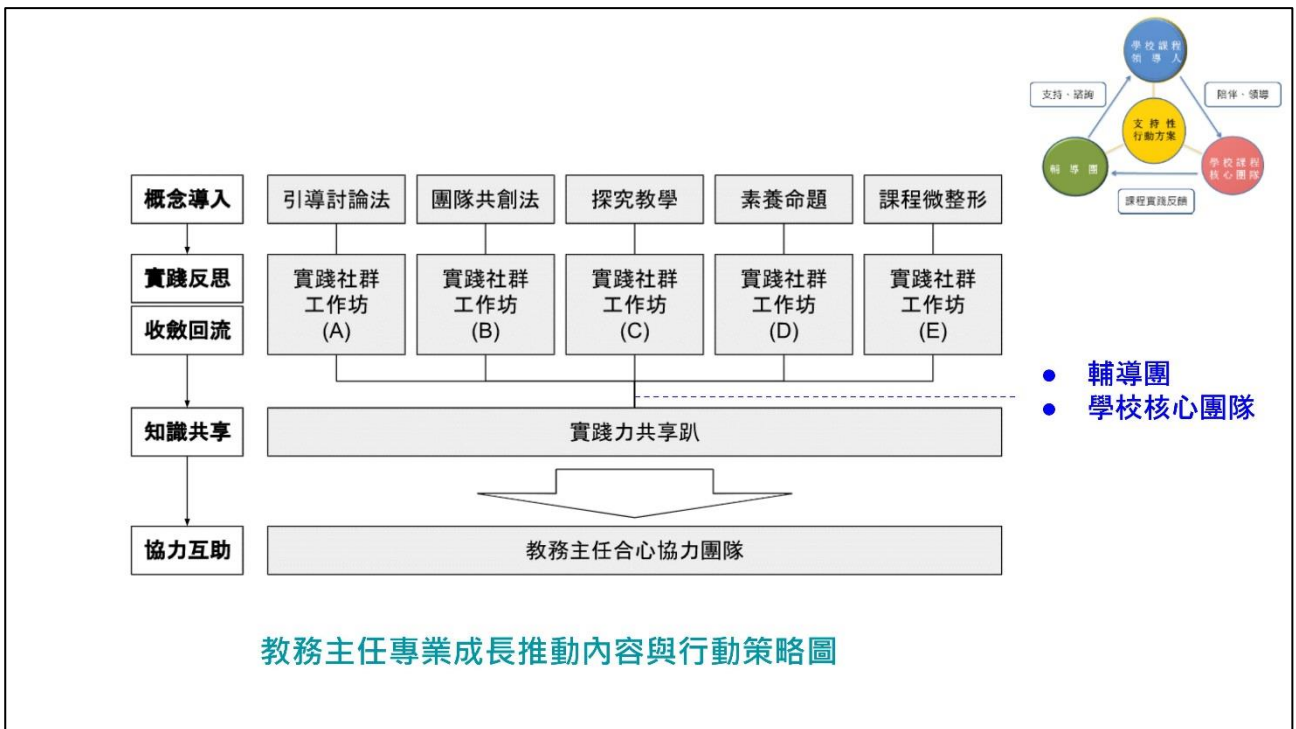 學校課程
領導人
支持、諮詢
陪伴、領導
支持性
行動方案
輔導團
學校課程
核心團隊
課程實踐反饋
概念導入
引導討論法
團隊共創法
探究教學
素養命題
課程微整形
實踐反思
收斂回流
實踐社群
工作坊
(A)
實踐社群
工作坊
(B)
實踐社群
工作坊
(C)
實踐社群
工作坊
(D)
實踐社群
工作坊
(E)
● 輔導團
● 學校核心團隊
知識共享
實踐力共享趴
協力互助
教務主任合心協力團隊
教務主任專業成長推動內容與行動策略圖